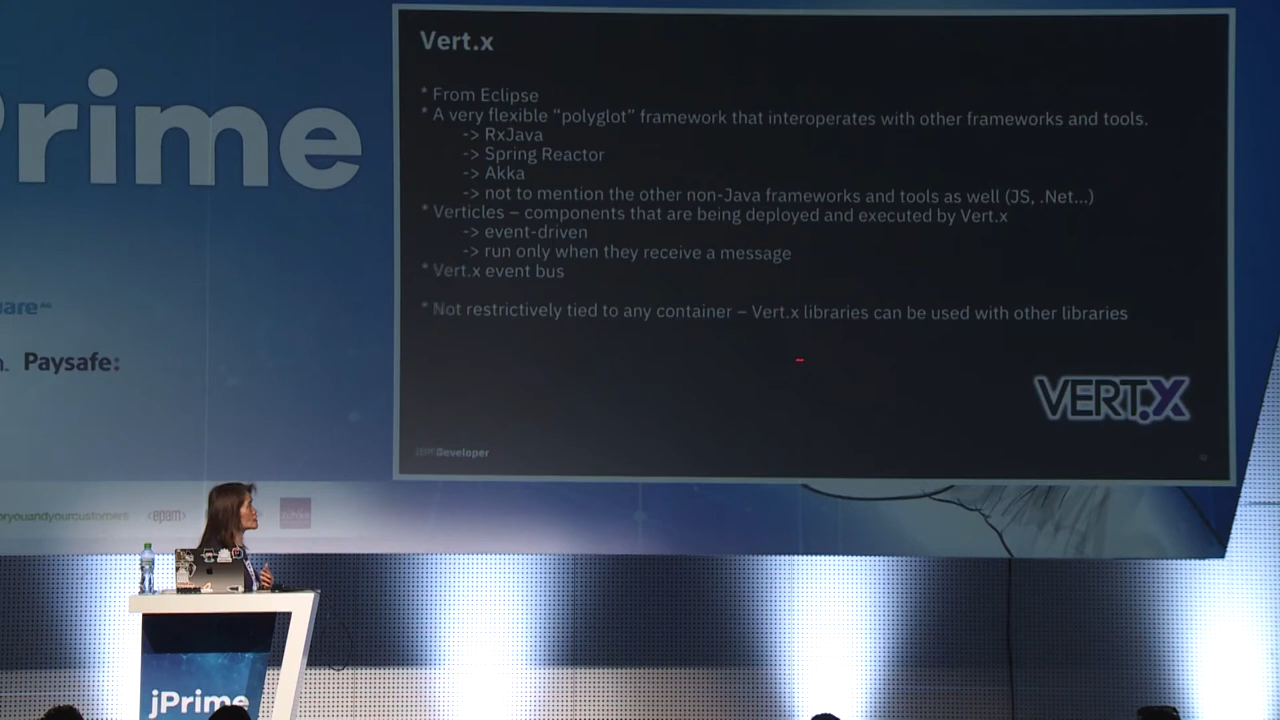 Prime
Vert.x
* From Eclipse
* A very flexible “polyglot” framework that interoperates with other frameworks and tools.
-> RxJava
-> Spring Reactor
-> Akka
-> not to mention the other non-Java frameworks and tools as well (JS, .Net...)
* Verticles – components that are being deployed and executed by Vert.x
-> event-driven
-> run only when they receive a message
* Vert.x event bus
* Not restrictively tied to any container – Vert.x libraries can be used with other libraries
VERT.X
IBM Developer
ware
Paysafe:
oryouandyourcustomers
<epam>
jPrime